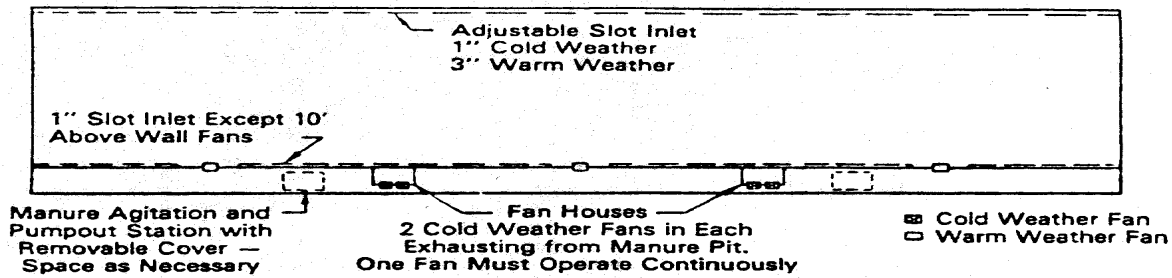 Adjustable Slot Inlet
1" Cold Weather
3" Warm Weather
1" Slot Inlet Except 10'
Above Wall Fans
Manure Agitation and
Pumpout Station with
Removable Cover —
Space as Necessary
Fan Houses
2 Cold Weather Fans in Each
Exhausting from Manure Pit.
One Fan Must Operate Continuously
Cold Weather Fan
Warm Weather Fan